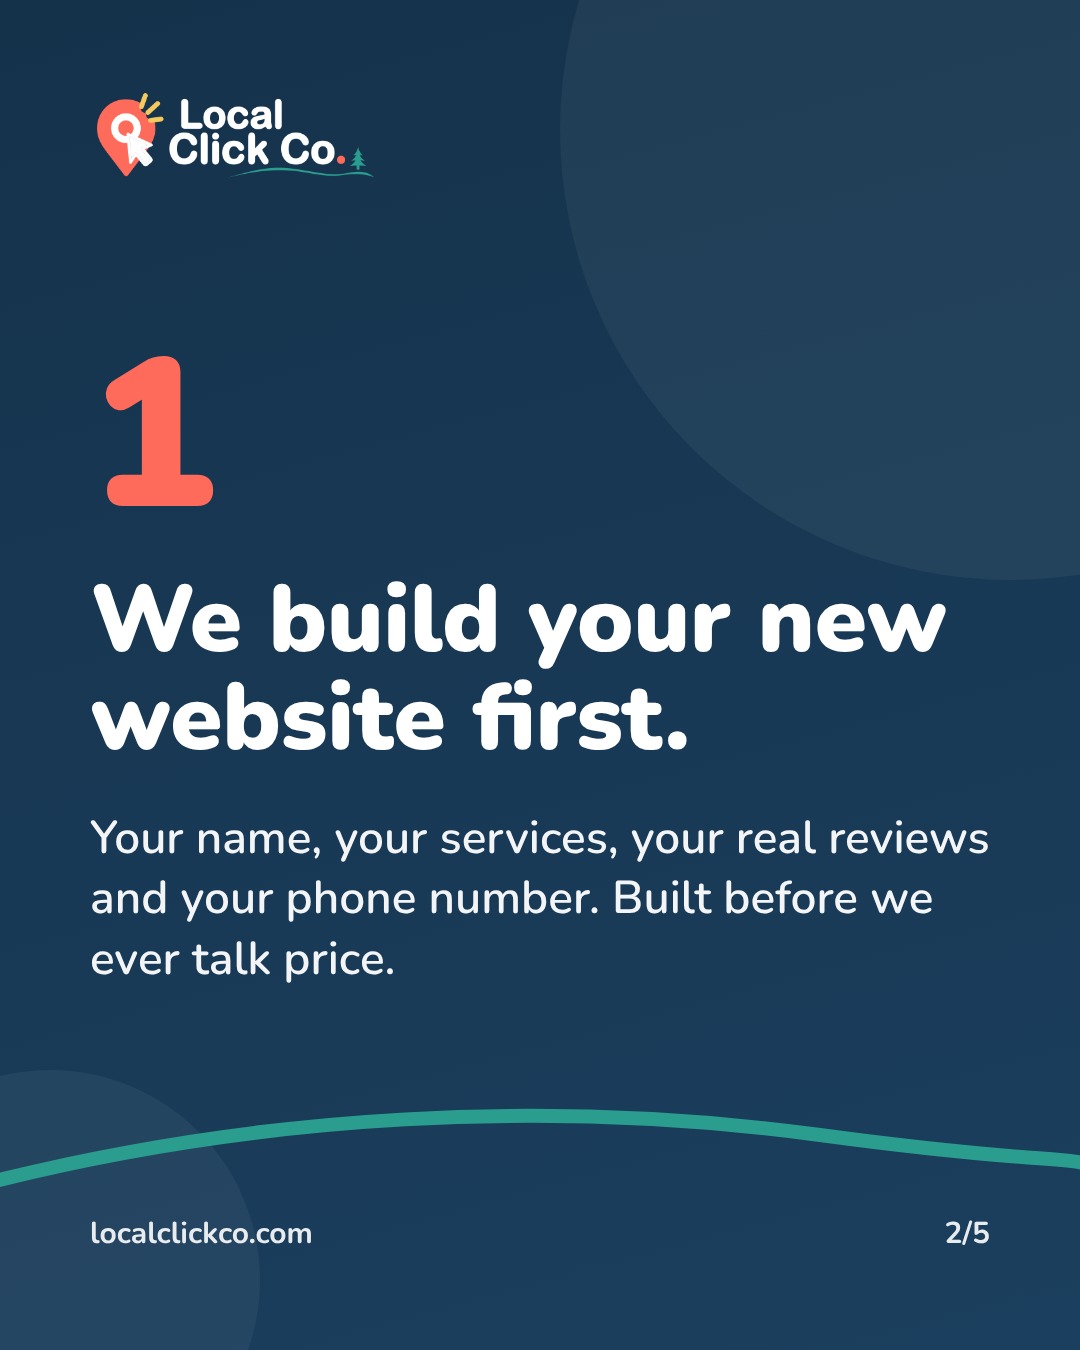 Local
Click Co.
1
We build your new
website first.
Your name, your services, your real reviews
and your phone number. Built before we
ever talk price.
localclickco.com
2/5